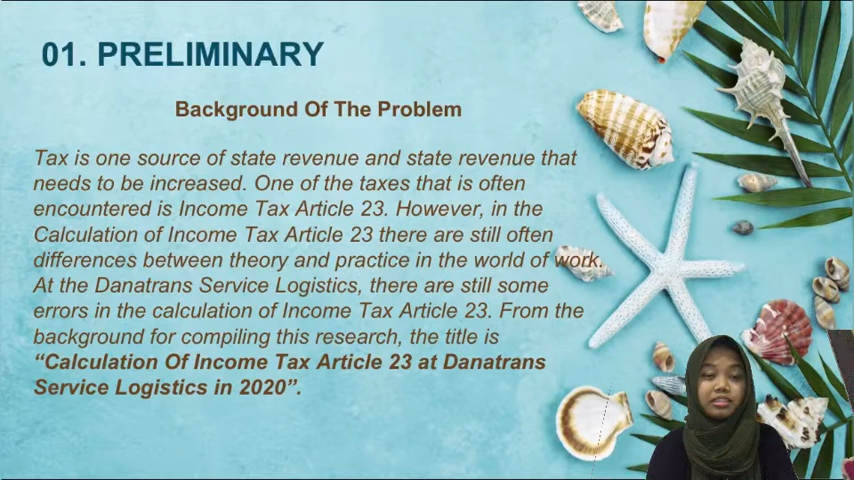 01. PRELIMINARY
Background Of The Problem
Tax is one source of state revenue and state revenue that
needs to be increased. One of the taxes that is often
encountered is Income Tax Article 23. However, in the
Calculation of Income Tax Article 23 there are still often
differences between theory and practice in the world of work.
At the Danatrans Service Logistics, there are still some
errors in the calculation of Income Tax Article 23. From the
background for compiling this research, the title is
“Calculation Of Income Tax Article 23 at Danatrans
Service Logistics in 2020”.